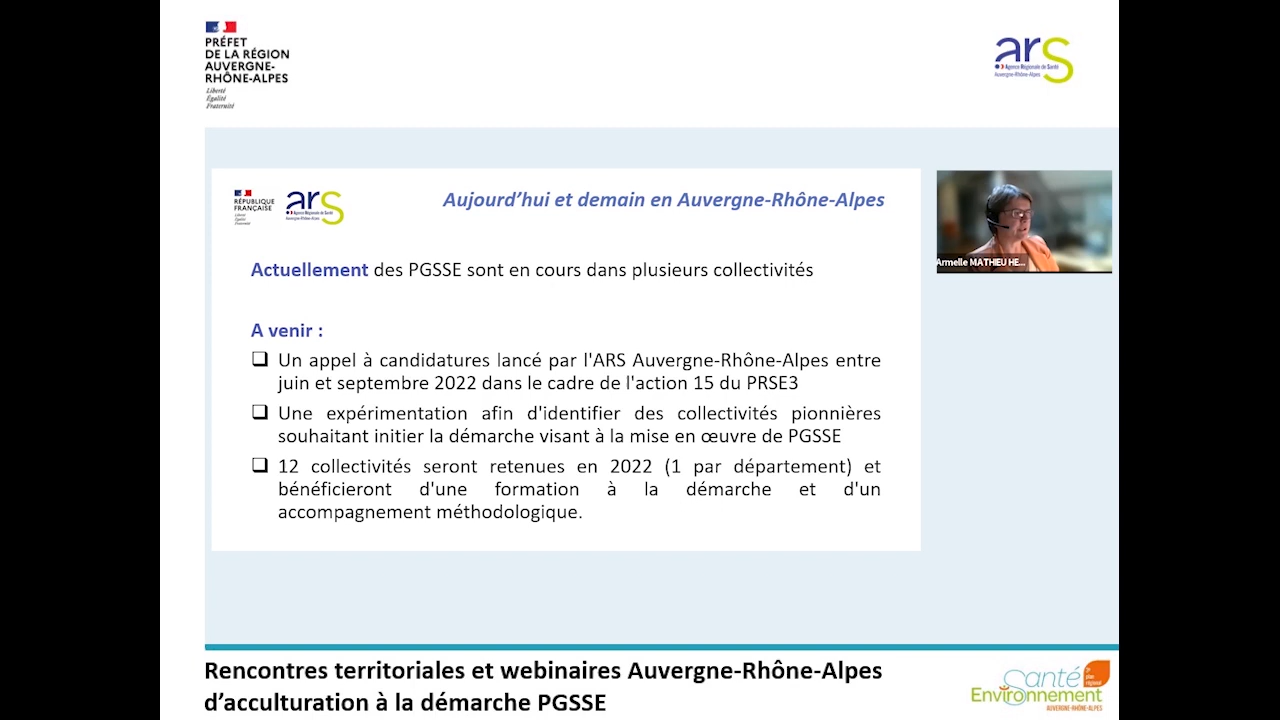 PRÉFET
DE LA RÉGION
AUVERGNE-
RHÔNE-ALPES
Liberté
Égalité
Fraternité
ars
Agence Régionale de Santé
Auvergne-Rhône-Alpes
RÉPUBLIQUE
FRANÇAISE
Liberté
Égalité
Fraternité
ars
Agence Régionale de Santé
Auvergne-Rhône-Alpes
Aujourd'hui et demain en Auvergne-Rhône-Alpes
Actuellement des PGSSE sont en cours dans plusieurs collectivités
A venir :
Un appel à candidatures lancé par l'ARS Auvergne-Rhône-Alpes entre
juin et septembre 2022 dans le cadre de l'action 15 du PRSE3
Une expérimentation afin d'identifier des collectivités pionnières
souhaitant initier la démarche visant à la mise en œuvre de PGSSE
12 collectivités seront retenues en 2022 (1 par département) et
bénéficieront d'une formation à la démarche et d'un
accompagnement méthodologique.
Armelle MATHIEU HE...
Rencontres territoriales et webinaires Auvergne-Rhône-Alpes
d'acculturation à la démarche PGSSE
Santé
Environnement
plan
régional
AUVERGNE-RHÔNE-ALPES